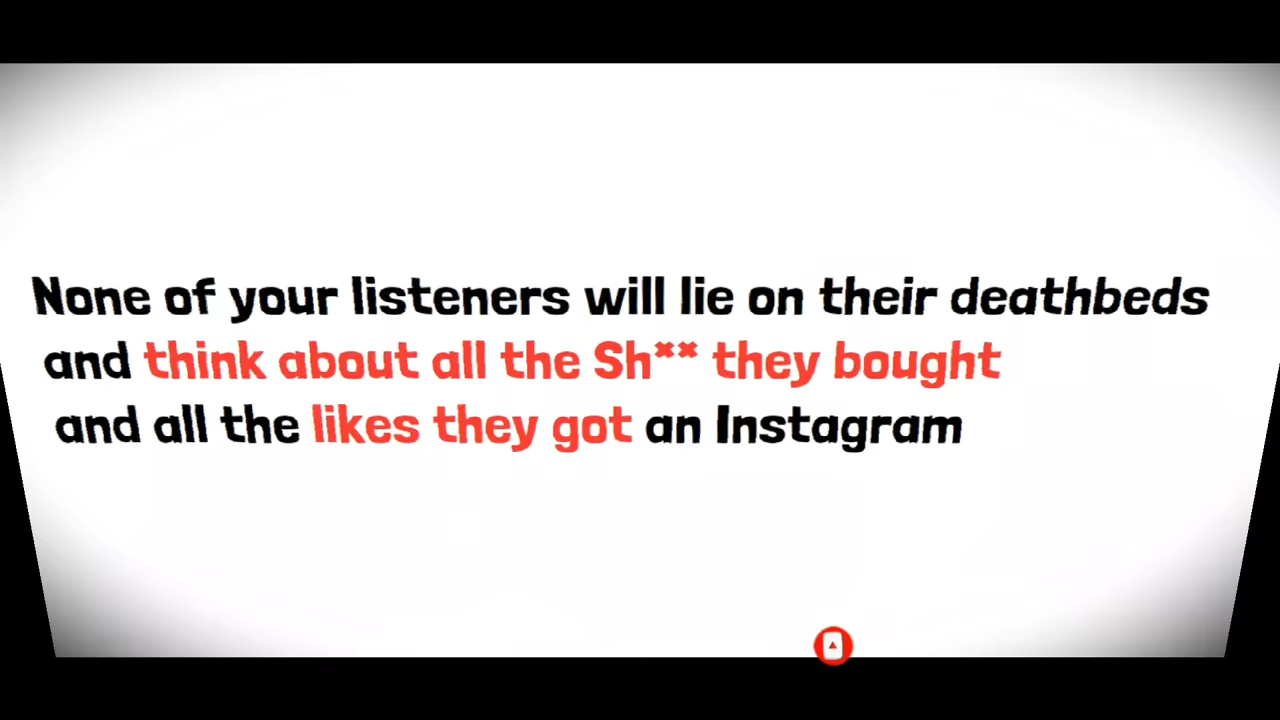 None of your listeners will lie on their deathbeds
and think about all the Sh** they bought
and all the likes they got an Instagram